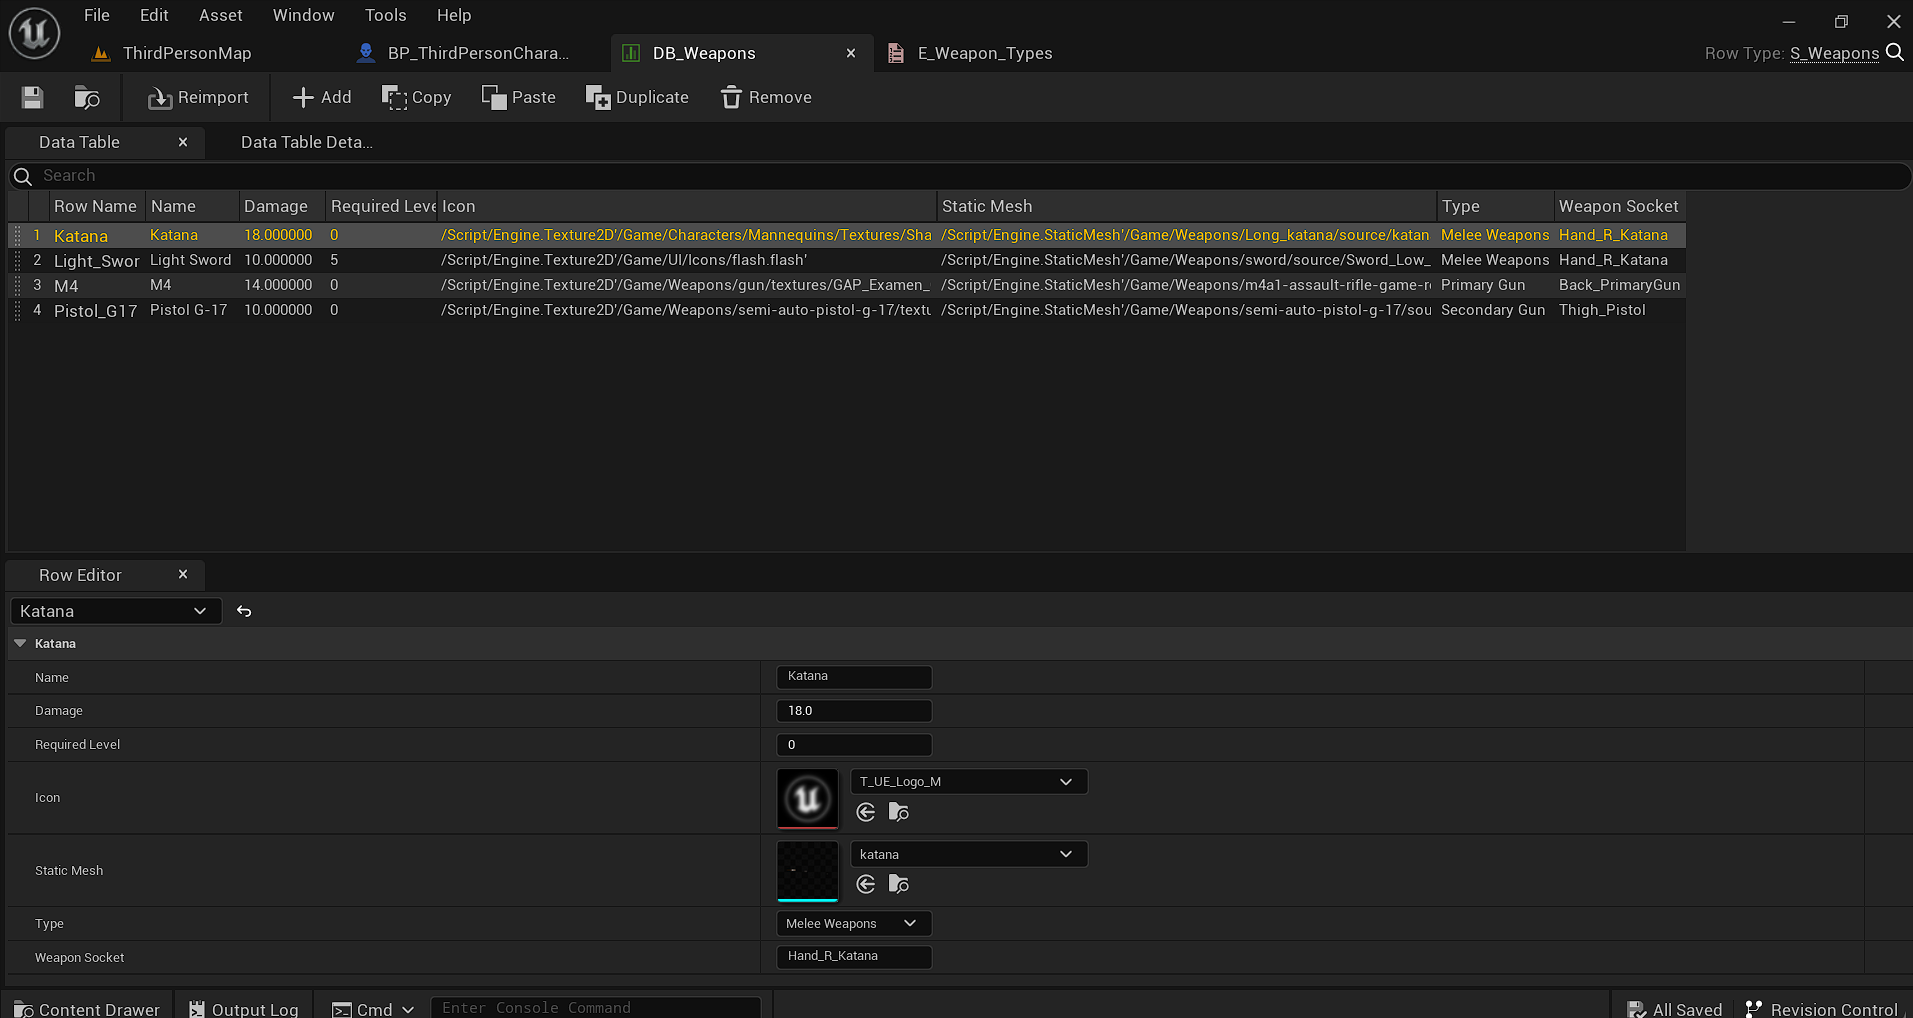 File Edit Asset Window Tools Help
ThirdPersonMap BP_ThirdPersonChara... DB_Weapons E_Weapon_Types Row Type: S_Weapons
Reimport Add Copy Paste Duplicate Remove
Data Table Data Table Deta...
Search
Row Name Name Damage Required Leve Icon Static Mesh Type Weapon Socket
1 Katana Katana 18.000000 0 /Script/Engine.Texture2D'/Game/Characters/Mannequins/Textures/Sha /Script/Engine.StaticMesh'/Game/Weapons/Long_katana/source/katan Melee Weapons Hand_R_Katana
2 Light_Swor Light Sword 10.000000 5 /Script/Engine.Texture2D'/Game/UI/Icons/flash.flash' /Script/Engine.StaticMesh'/Game/Weapons/sword/source/Sword_Low_ Melee Weapons Hand_R_Katana
3 M4 M4 14.000000 0 /Script/Engine.Texture2D'/Game/Weapons/gun/textures/GAP_Examen_ /Script/Engine.StaticMesh'/Game/Weapons/m4a1-assault-rifle-game-r Primary Gun Back_PrimaryGun
4 Pistol_G17 Pistol G-17 10.000000 0 /Script/Engine.Texture2D'/Game/Weapons/semi-auto-pistol-g-17/textu /Script/Engine.StaticMesh'/Game/Weapons/semi-auto-pistol-g-17/sou Secondary Gun Thigh_Pistol
Row Editor
Katana
Katana
Name Katana
Damage 18.0
Required Level 0
Icon T_UE_Logo_M
Static Mesh katana
Type Melee Weapons
Weapon Socket Hand_R_Katana
Content Drawer Output Log Cmd Enter Console Command All Saved Revision Control